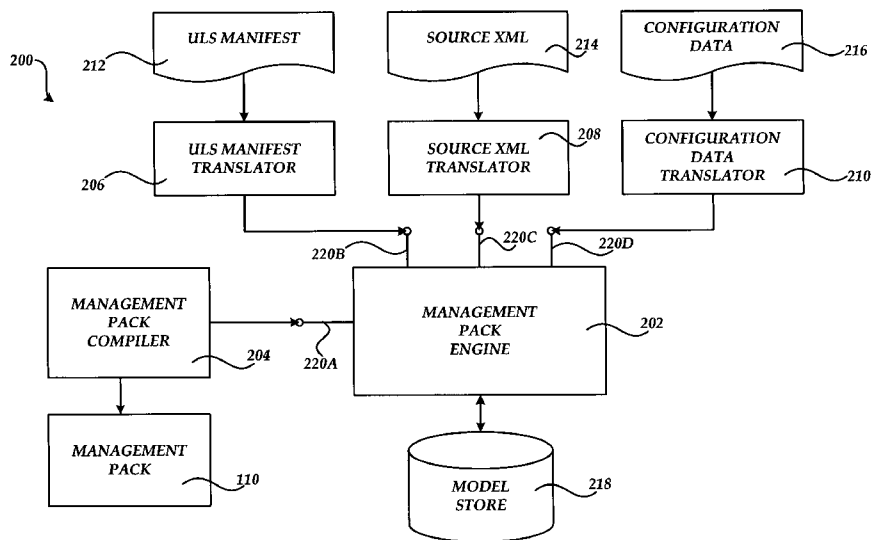 200
ULS MANIFEST
212
SOURCE XML
214
CONFIGURATION
DATA
216
ULS MANIFEST
TRANSLATOR
206
SOURCE XML
TRANSLATOR
208
CONFIGURATION
DATA
TRANSLATOR
210
220B
220C
220D
MANAGEMENT
PACK
COMPILER
204
220A
MANAGEMENT
PACK
ENGINE
202
MANAGEMENT
PACK
110
MODEL
STORE
218